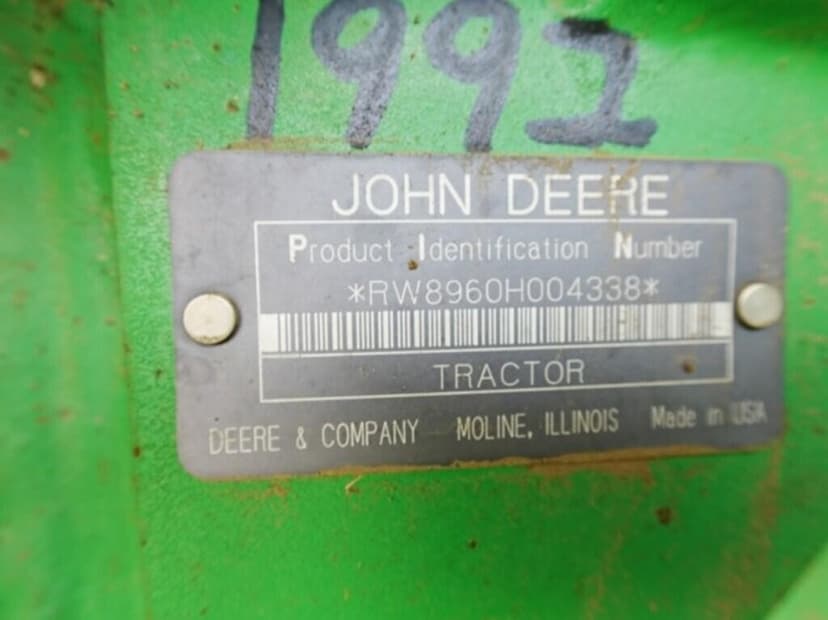 1992
JOHN DEERE
Product Identification Number
*RW8960H004338*
TRACTOR
DEERE & COMPANY MOLINE, ILLINOIS Made in USA